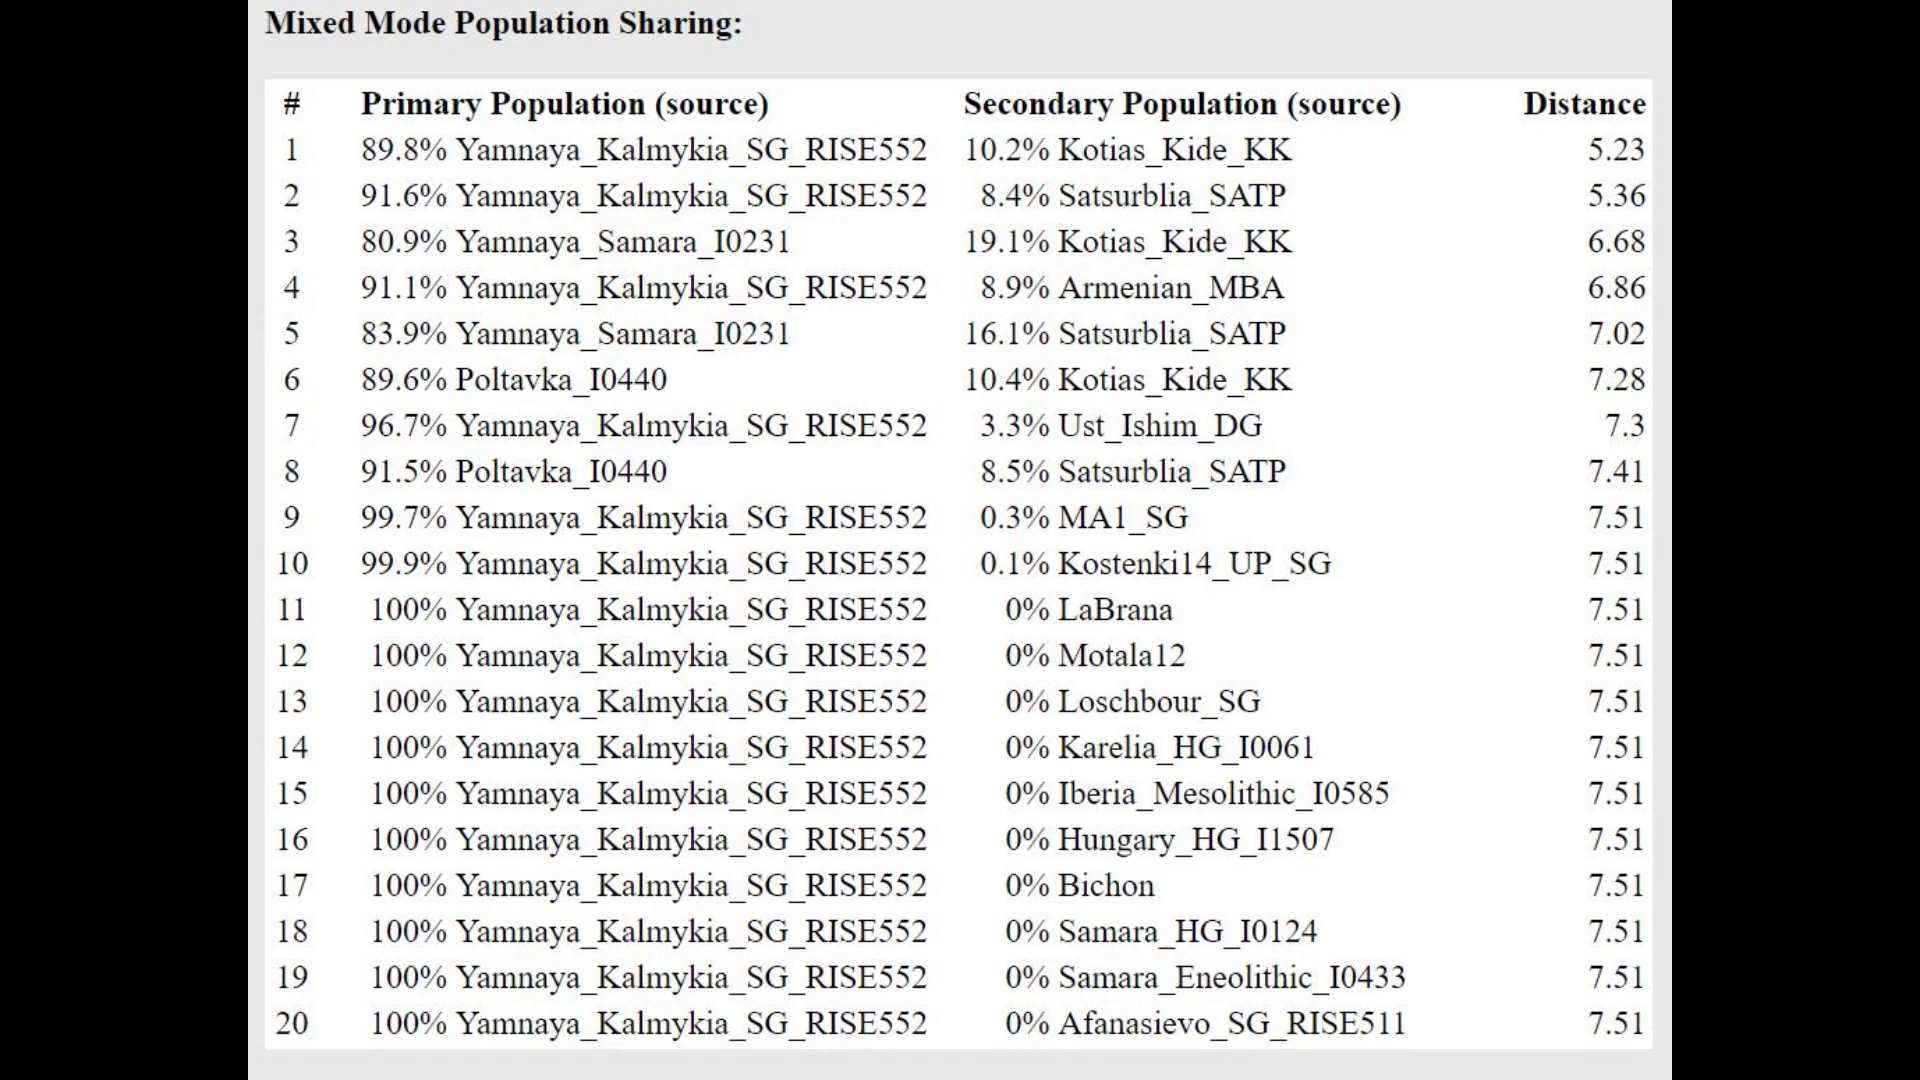 Mixed Mode Population Sharing:
# Primary Population (source) Secondary Population (source) Distance
1 89.8% Yamnaya_Kalmykia_SG_RISE552 10.2% Kotias_Kide_KK 5.23
2 91.6% Yamnaya_Kalmykia_SG_RISE552 8.4% Satsurblia_SATP 5.36
3 80.9% Yamnaya_Samara_I0231 19.1% Kotias_Kide_KK 6.68
4 91.1% Yamnaya_Kalmykia_SG_RISE552 8.9% Armenian_MBA 6.86
5 83.9% Yamnaya_Samara_I0231 16.1% Satsurblia_SATP 7.02
6 89.6% Poltavka_I0440 10.4% Kotias_Kide_KK 7.28
7 96.7% Yamnaya_Kalmykia_SG_RISE552 3.3% Ust_Ishim_DG 7.3
8 91.5% Poltavka_I0440 8.5% Satsurblia_SATP 7.41
9 99.7% Yamnaya_Kalmykia_SG_RISE552 0.3% MA1_SG 7.51
10 99.9% Yamnaya_Kalmykia_SG_RISE552 0.1% Kostenki14_UP_SG 7.51
11 100% Yamnaya_Kalmykia_SG_RISE552 0% LaBrana 7.51
12 100% Yamnaya_Kalmykia_SG_RISE552 0% Motala12 7.51
13 100% Yamnaya_Kalmykia_SG_RISE552 0% Loschbour_SG 7.51
14 100% Yamnaya_Kalmykia_SG_RISE552 0% Karelia_HG_I0061 7.51
15 100% Yamnaya_Kalmykia_SG_RISE552 0% Iberia_Mesolithic_I0585 7.51
16 100% Yamnaya_Kalmykia_SG_RISE552 0% Hungary_HG_I1507 7.51
17 100% Yamnaya_Kalmykia_SG_RISE552 0% Bichon 7.51
18 100% Yamnaya_Kalmykia_SG_RISE552 0% Samara_HG_I0124 7.51
19 100% Yamnaya_Kalmykia_SG_RISE552 0% Samara_Eneolithic_I0433 7.51
20 100% Yamnaya_Kalmykia_SG_RISE552 0% Afanasievo_SG_RISE511 7.51